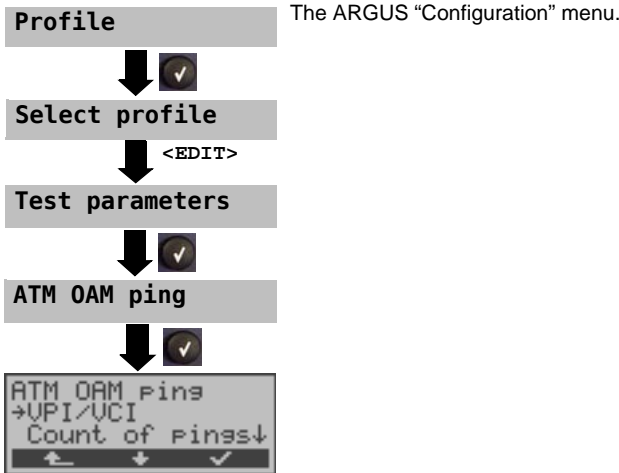 Profile
The ARGUS “Configuration” menu.
Select profile
<EDIT>
Test parameters
ATM OAM ping
ATM OAM ping
→VPI/VCI
Count of pings↓